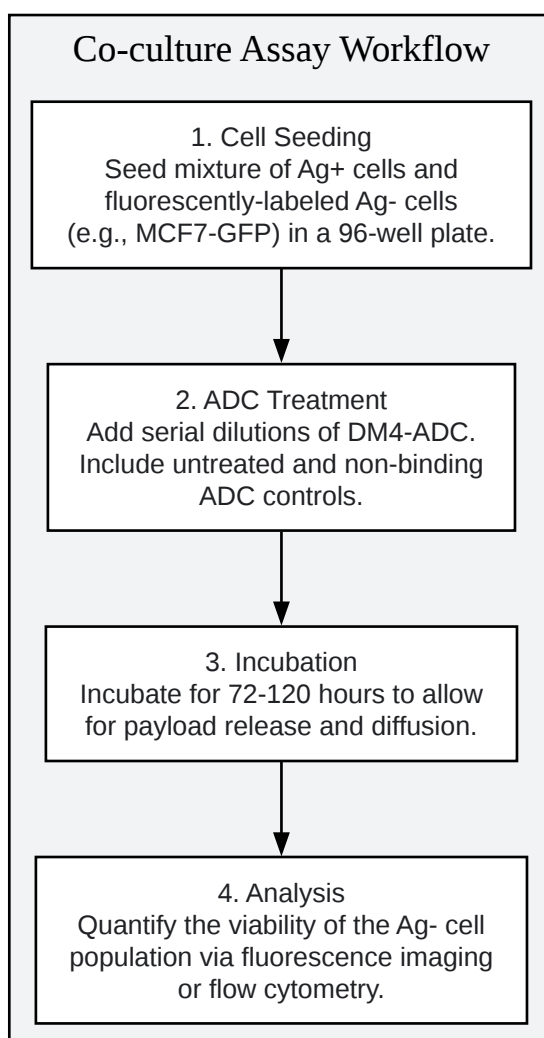 Co-culture Assay Workflow
1. Cell Seeding
Seed mixture of Ag+ cells and
fluorescently-labeled Ag- cells
(e.g., MCF7-GFP) in a 96-well plate.
2. ADC Treatment
Add serial dilutions of DM4-ADC.
Include untreated and non-binding
ADC controls.
3. Incubation
Incubate for 72-120 hours to allow
for payload release and diffusion.
4. Analysis
Quantify the viability of the Ag- cell
population via fluorescence imaging
or flow cytometry.